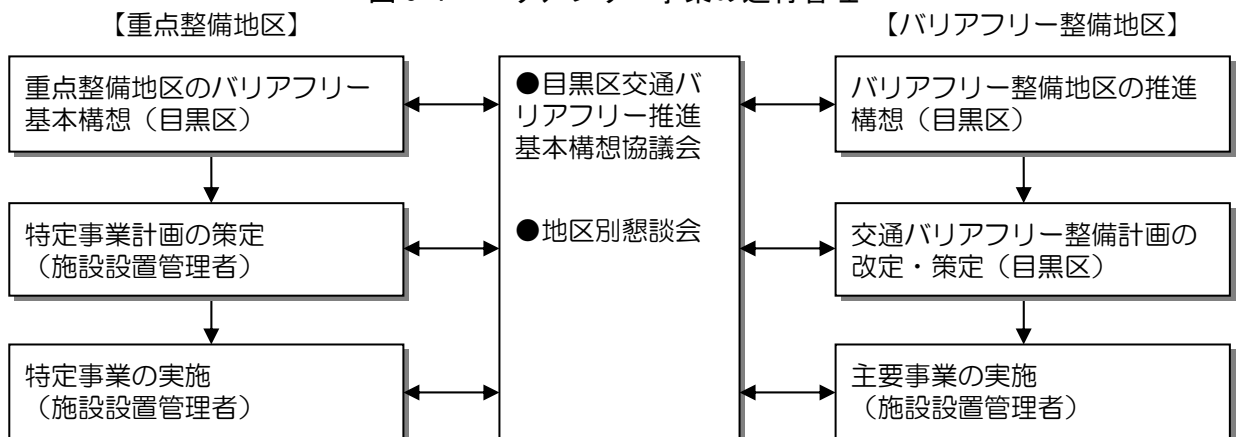 【重点整備地区】
【バリアフリー整備地区】
重点整備地区のバリアフリー
基本構想（目黒区）
●目黒区交通バ
リアフリー推進
基本構想協議会
バリアフリー整備地区の推進
構想（目黒区）
特定事業計画の策定
（施設設置管理者）
●地区別懇談会
交通バリアフリー整備計画の
改定・策定（目黒区）
特定事業の実施
（施設設置管理者）
主要事業の実施
（施設設置管理者）